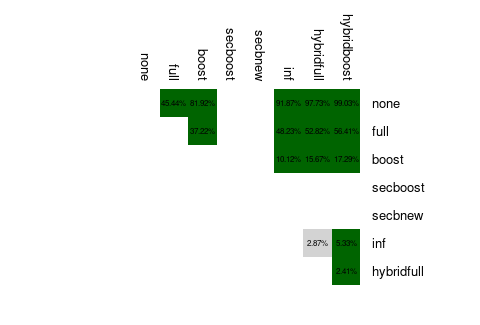 none full boost secboost secbnew inf hybridfull hybridboost
45.44% 81.92% 91.87% 97.73% 99.03% none
37.22% 48.23% 52.82% 56.41% full
10.12% 15.67% 17.29% boost
secboost
secbnew
2.87% 5.33% inf
2.41% hybridfull